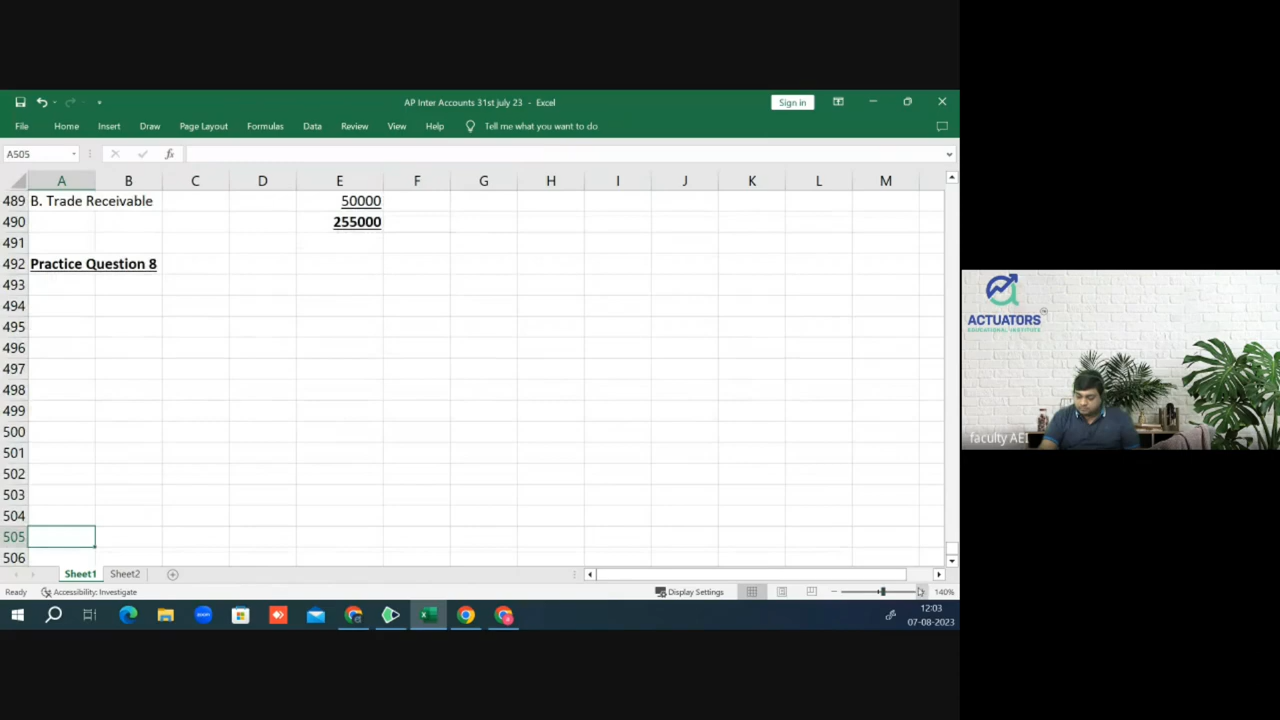 AP Inter Accounts 31st july 23 - Excel
Sign in
File Home Insert Draw Page Layout Formulas Data Review View Help Tell me what you want to do
A505 fx
A B C D E F G H I J K L M
489 B. Trade Receivable 50000
490 255000
491
492 Practice Question 8
493
494
495
496
497
498
499
500
501
502
503
504
505
506
Sheet1 Sheet2
Ready Accessibility: Investigate Display Settings 140%
zoom
12:03
07-08-2023
ACTUATORS
EDUCATIONAL INSTITUTE
faculty AEI